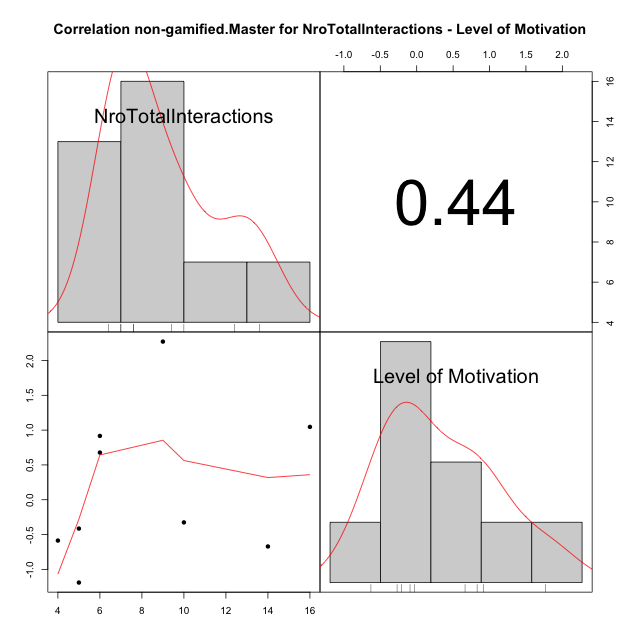 Correlation non-gamified.Master for NroTotalInteractions - Level of Motivation
-1.0 -0.5 0.0 0.5 1.0 1.5 2.0
NroTotalInteractions
0.44
4 6 8 10 12 14 16
Level of Motivation
-1.0 -0.5 0.0 0.5 1.0 1.5 2.0
4 6 8 10 12 14 16